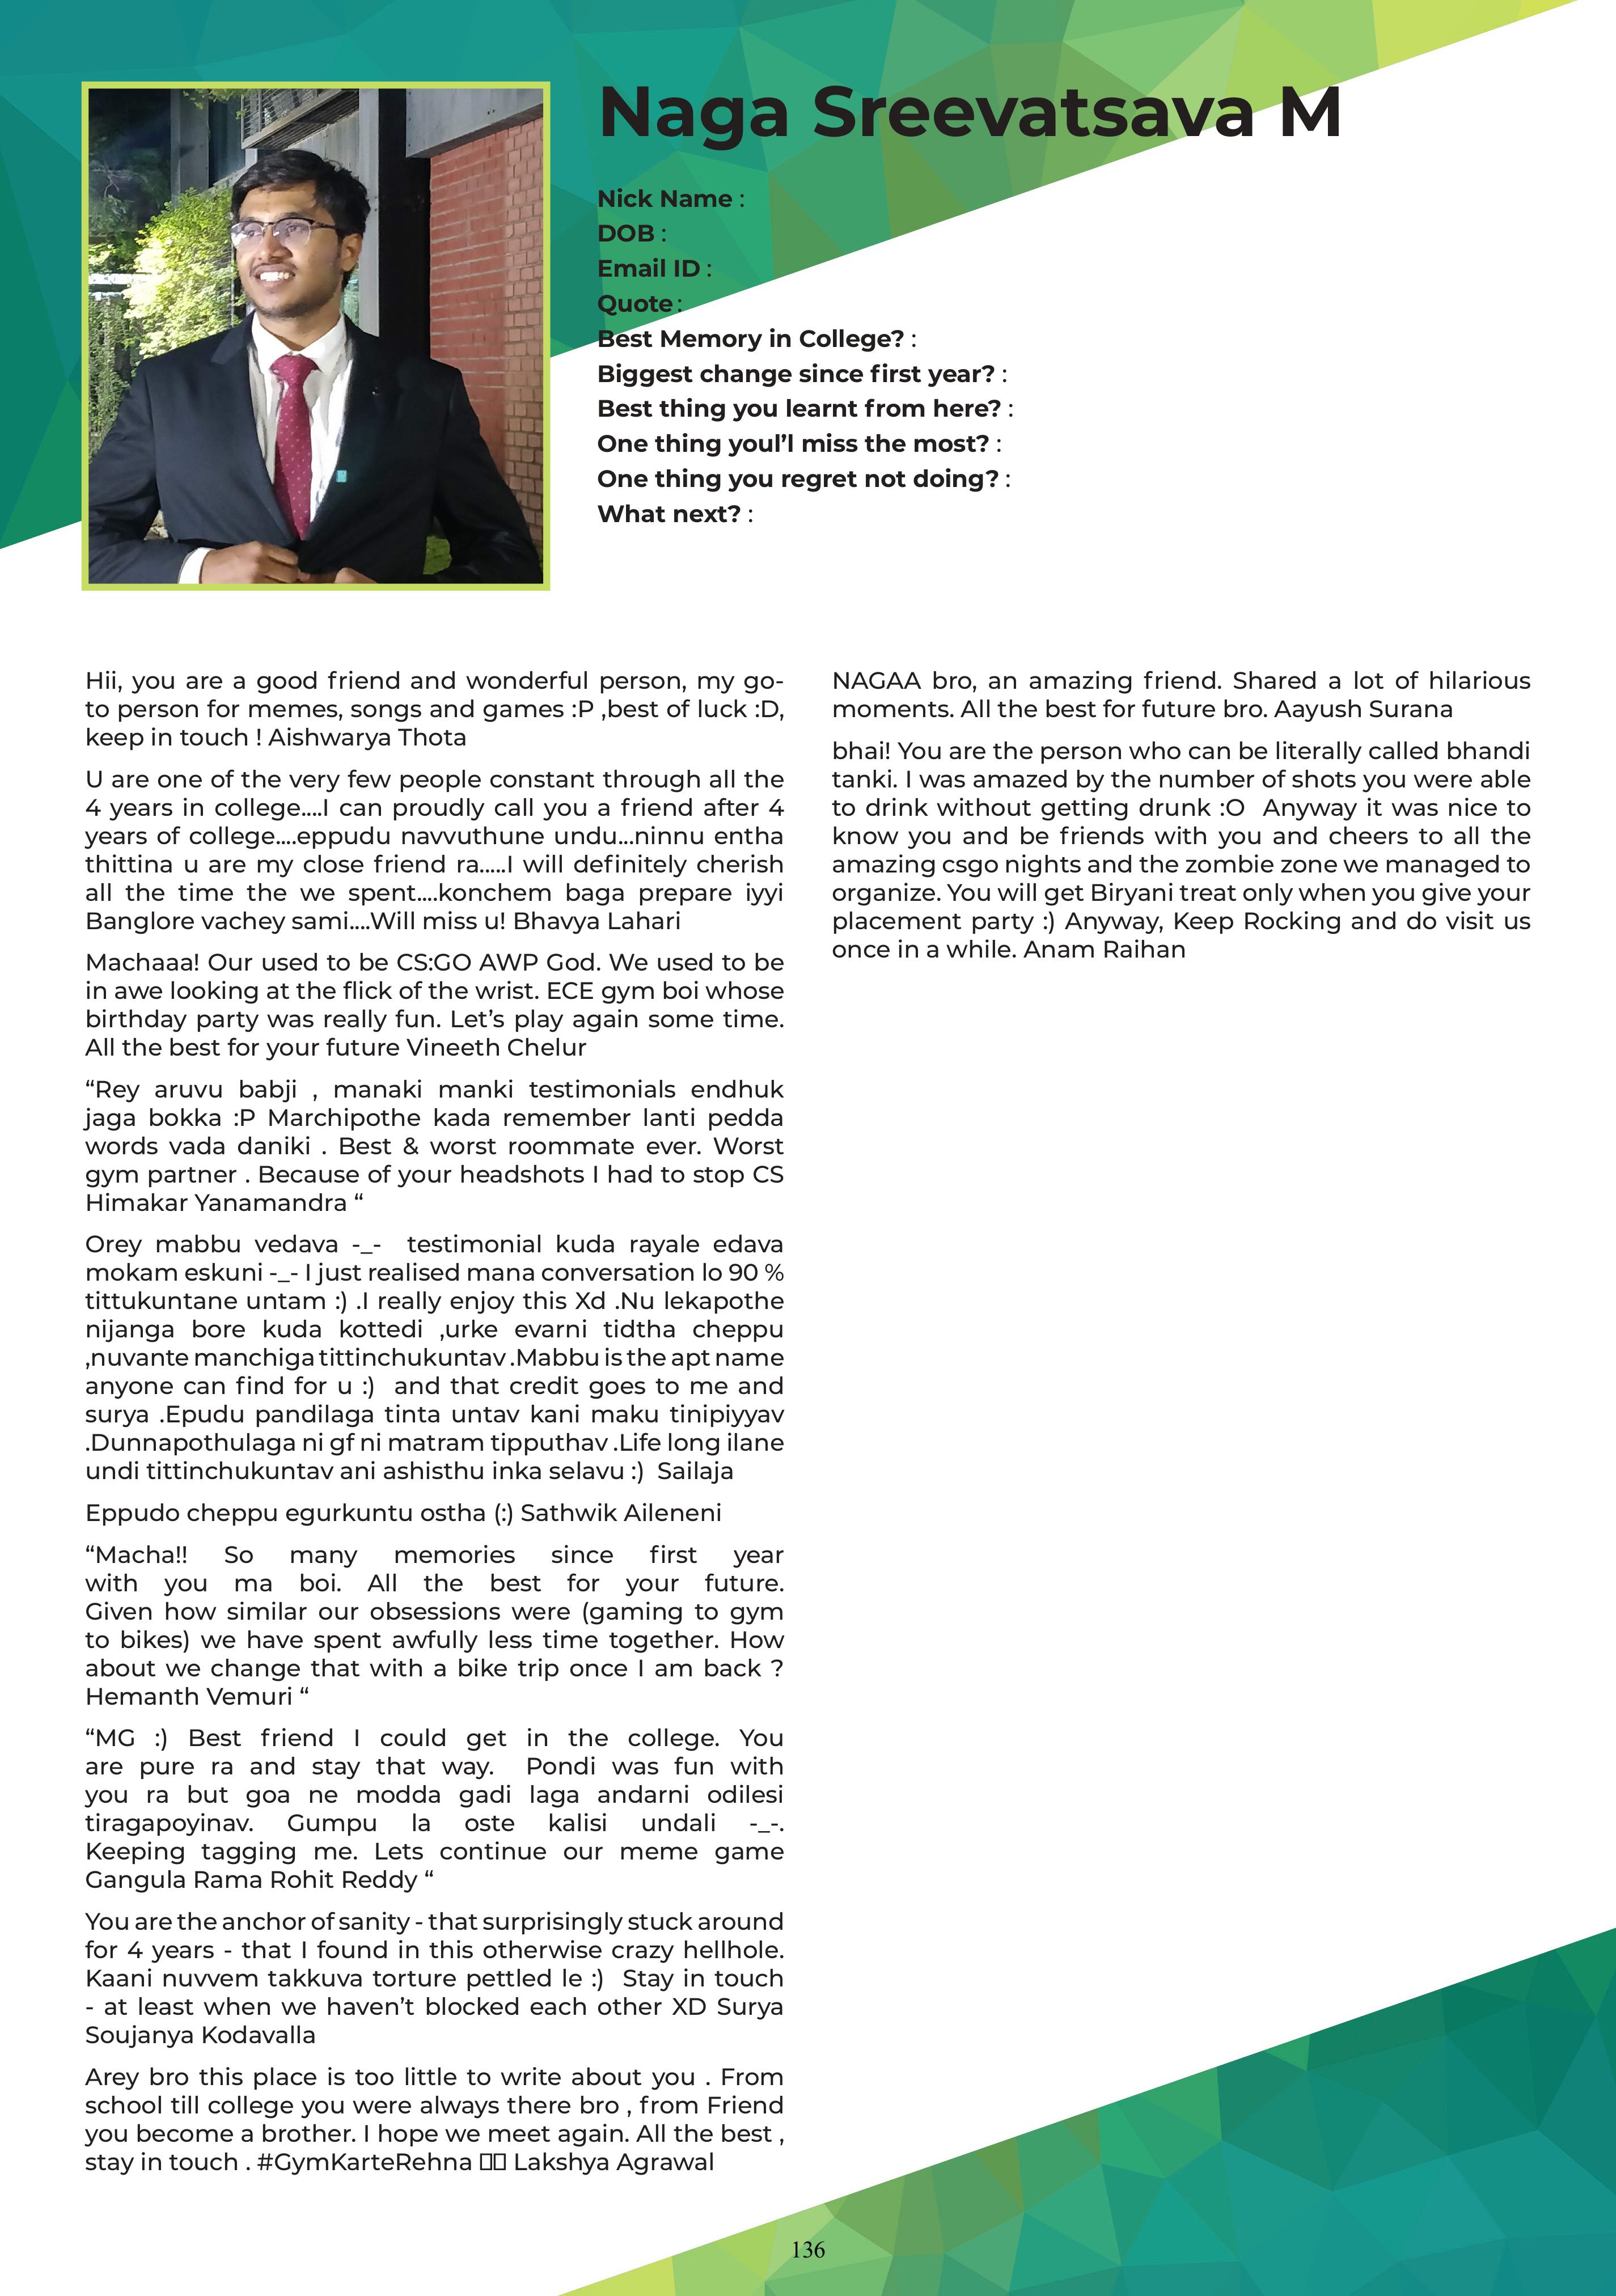 Naga Sreevatsava M
Nick Name :
DOB :
Email ID :
Quote :
Best Memory in College? :
Biggest change since first year? :
Best thing you learnt from here? :
One thing youl’l miss the most? :
One thing you regret not doing? :
What next? :
Hii, you are a good friend and wonderful person, my go-
to person for memes, songs and games :P ,best of luck :D,
keep in touch ! Aishwarya Thota
U are one of the very few people constant through all the
4 years in college....I can proudly call you a friend after 4
years of college....eppudu navvuthune undu...ninnu entha
thittina u are my close friend ra.....I will definitely cherish
all the time the we spent....konchem baga prepare iyyi
Banglore vachey sami....Will miss u! Bhavya Lahari
Machaaa! Our used to be CS:GO AWP God. We used to be
in awe looking at the flick of the wrist. ECE gym boi whose
birthday party was really fun. Let’s play again some time.
All the best for your future Vineeth Chelur
“Rey aruvu babji , manaki manki testimonials endhuk
jaga bokka :P Marchipothe kada remember lanti pedda
words vada daniki . Best & worst roommate ever. Worst
gym partner . Because of your headshots I had to stop CS
Himakar Yanamandra “
Orey mabbu vedava -_- testimonial kuda rayale edava
mokam eskuni -_- I just realised mana conversation lo 90 %
tittukuntane untam :) .I really enjoy this Xd .Nu lekapothe
nijanga bore kuda kottedi ,urke evarni tidtha cheppu
,nuvante manchiga tittinchukuntav .Mabbu is the apt name
anyone can find for u :) and that credit goes to me and
surya .Epudu pandilaga tinta untav kani maku tinipiyyav
.Dunnapothulaga ni gf ni matram tipputhav .Life long ilane
undi tittinchukuntav ani ashisthu inka selavu :) Sailaja
Eppudo cheppu egurkuntu ostha (:) Sathwik Aileneni
“Macha!! So many memories since first year
with you ma boi. All the best for your future.
Given how similar our obsessions were (gaming to gym
to bikes) we have spent awfully less time together. How
about we change that with a bike trip once I am back ?
Hemanth Vemuri “
“MG :) Best friend I could get in the college. You
are pure ra and stay that way. Pondi was fun with
you ra but goa ne modda gadi laga andarni odilesi
tiragapoyinav. Gumpu la oste kalisi undali -_-.
Keeping tagging me. Lets continue our meme game
Gangula Rama Rohit Reddy “
You are the anchor of sanity - that surprisingly stuck around
for 4 years - that I found in this otherwise crazy hellhole.
Kaani nuvvem takkuva torture pettled le :) Stay in touch
- at least when we haven’t blocked each other XD Surya
Soujanya Kodavalla
Arey bro this place is too little to write about you . From
school till college you were always there bro , from Friend
you become a brother. I hope we meet again. All the best ,
stay in touch . #GymKarteRehna Lakshya Agrawal
NAGAA bro, an amazing friend. Shared a lot of hilarious
moments. All the best for future bro. Aayush Surana
bhai! You are the person who can be literally called bhandi
tanki. I was amazed by the number of shots you were able
to drink without getting drunk :O Anyway it was nice to
know you and be friends with you and cheers to all the
amazing csgo nights and the zombie zone we managed to
organize. You will get Biryani treat only when you give your
placement party :) Anyway, Keep Rocking and do visit us
once in a while. Anam Raihan
136